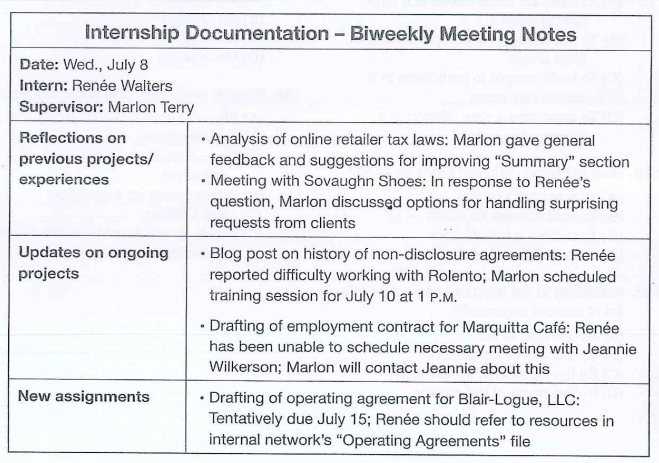 Internship Documentation – Biweekly Meeting Notes
Date: Wed., July 8
Intern: Renée Walters
Supervisor: Marlon Terry
Reflections on previous projects/ experiences
• Analysis of online retailer tax laws: Marlon gave general
feedback and suggestions for improving “Summary” section
• Meeting with Sovaughn Shoes: In response to Renée’s
question, Marlon discussed options for handling surprising
requests from clients
Updates on ongoing
projects
• Blog post on history of non-disclosure agreements: Renée
reported difficulty working with Rolento; Marlon scheduled
training session for July 10 at 1 P.M.
• Drafting of employment contract for Marquitta Café: Renée
has been unable to schedule necessary meeting with Jeannie
Wilkerson; Marlon will contact Jeannie about this
New assignments
• Drafting of operating agreement for Blair-Logue, LLC:
Tentatively due July 15; Renée should refer to resources in
internal network’s “Operating Agreements” file